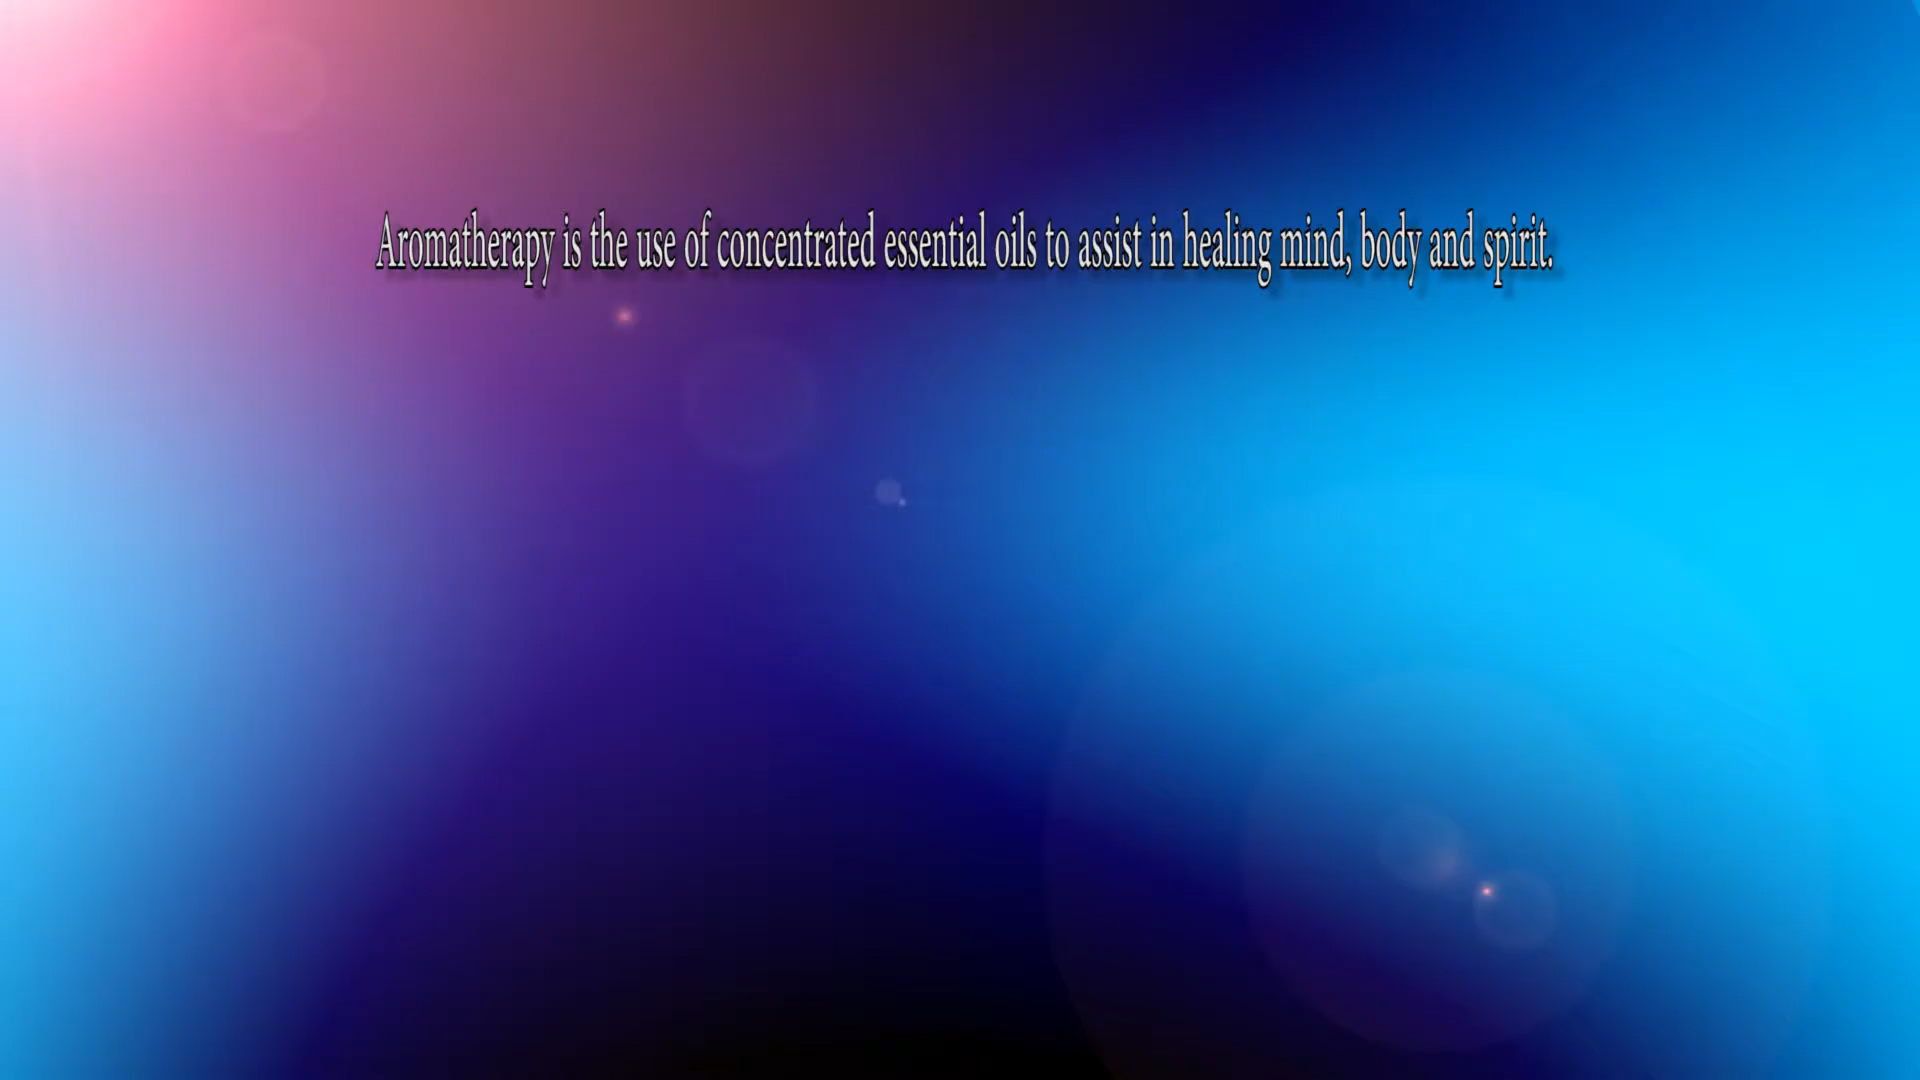 Aromatherapy is the use of concentrated essential oils to assist in healing mind, body and spirit.